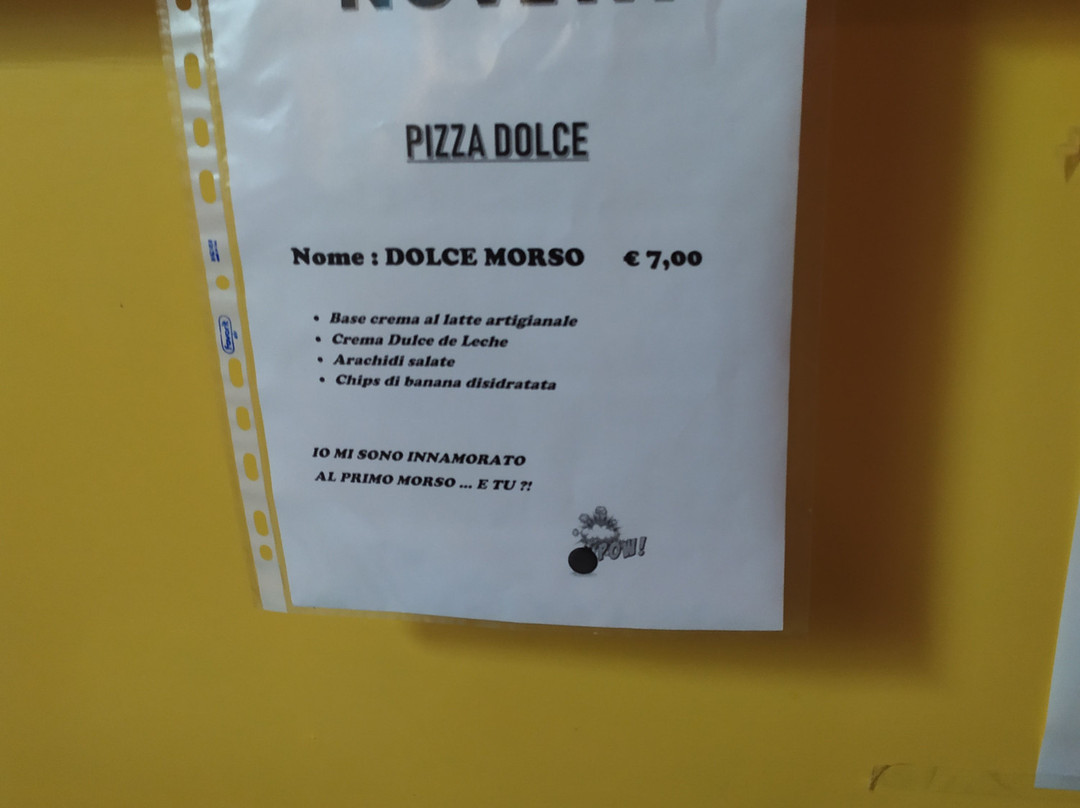 PIZZA DOLCE
Nome : DOLCE MORSO € 7,00
• Base crema al latte artigianale
• Crema Dulce de Leche
• Arachidi salate
• Chips di banana disidratata
IO MI SONO INNAMORATO
AL PRIMO MORSO ... E TU ?!
POW!
favorit